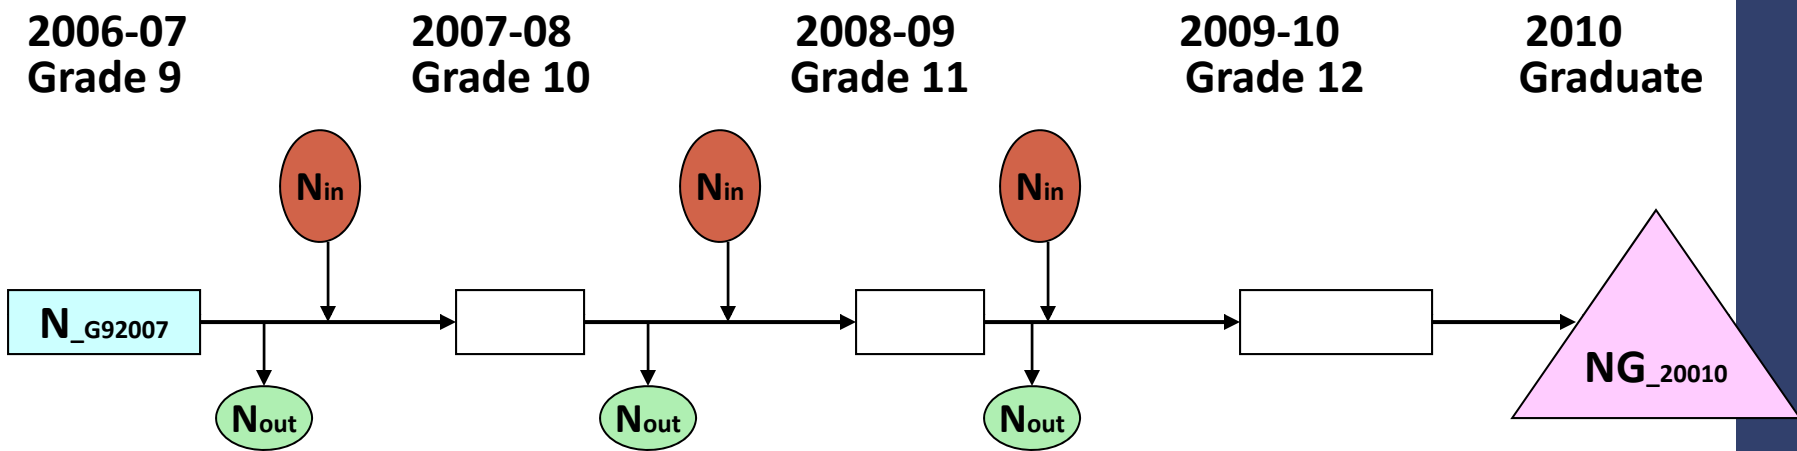 2006-07
Grade 9
2007-08
Grade 10
2008-09
Grade 11
2009-10
Grade 12
2010
Graduate
Nin
Nin
Nin
N_G92007
NG_20010
Nout
Nout
Nout